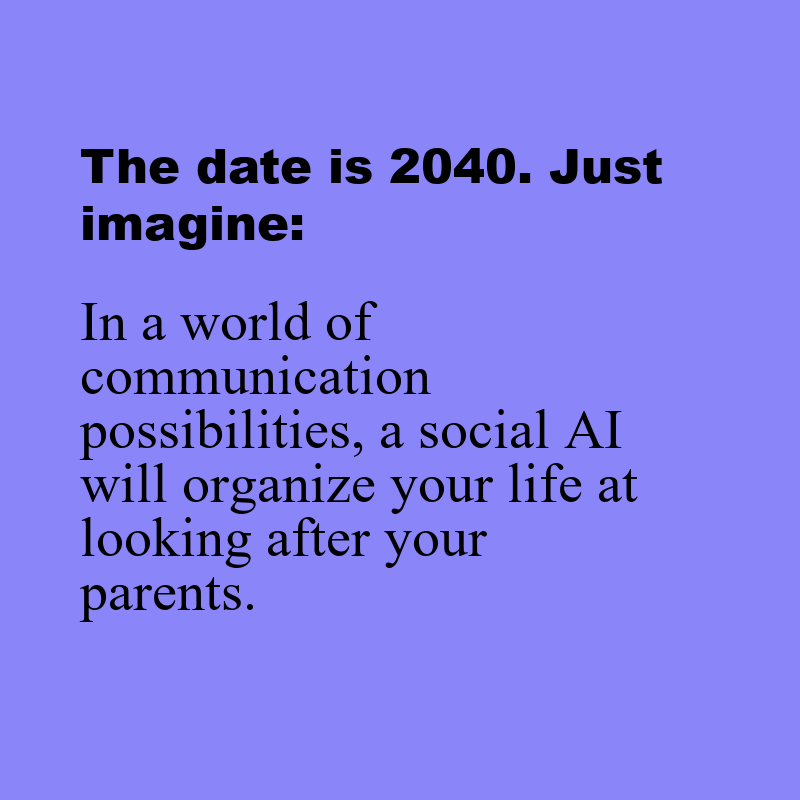 The date is 2040. Just
imagine:
In a world of
communication
possibilities, a social AI
will organize your life at
looking after your
parents.